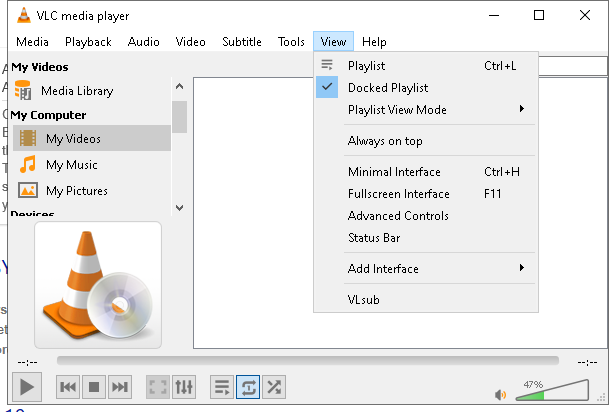 VLC media player
Media Playback Audio Video Subtitle Tools View Help
My Videos
Media Library
My Computer
My Videos
My Music
My Pictures
Devices
Playlist Ctrl+L
Docked Playlist
Playlist View Mode
Always on top
Minimal Interface Ctrl+H
Fullscreen Interface F11
Advanced Controls
Status Bar
Add Interface
VLsub
--:-- --:--
47%